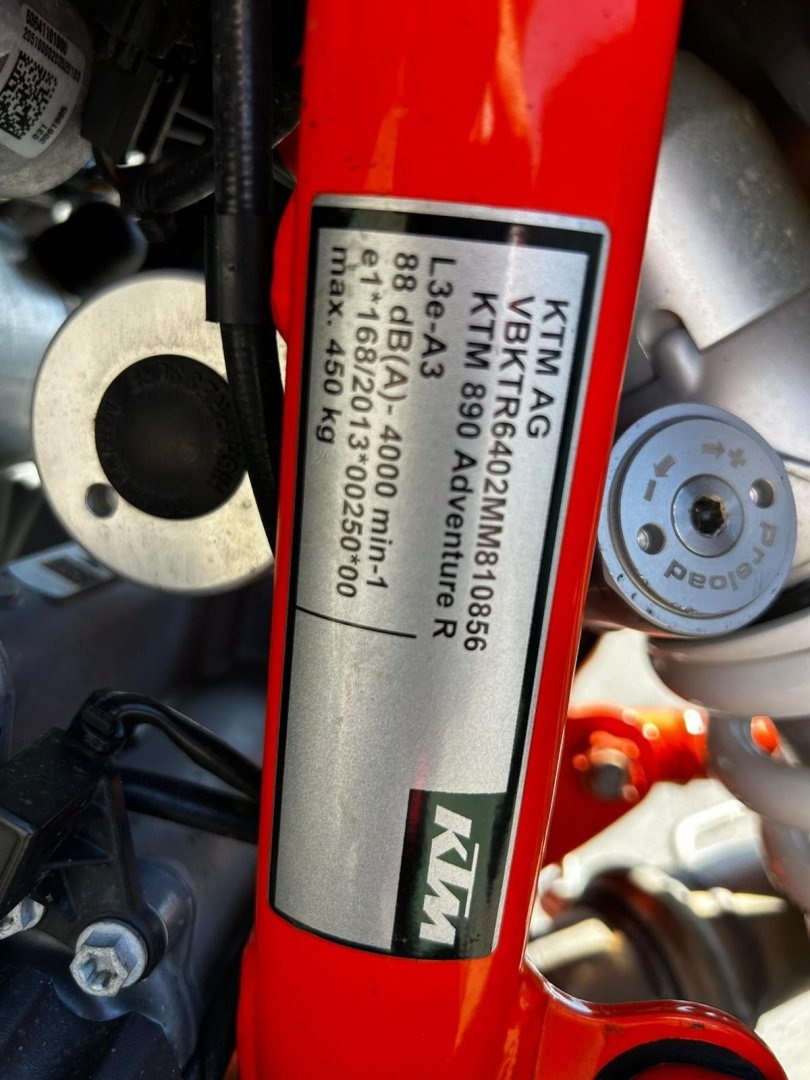 KTM AG
VBKTR6402MM810856
KTM 890 Adventure R
L3e-A3
88 dB(A)- 4000 min-1
e1*168/2013*00250*00
max. 450 kg
KTM
Preload
+
-